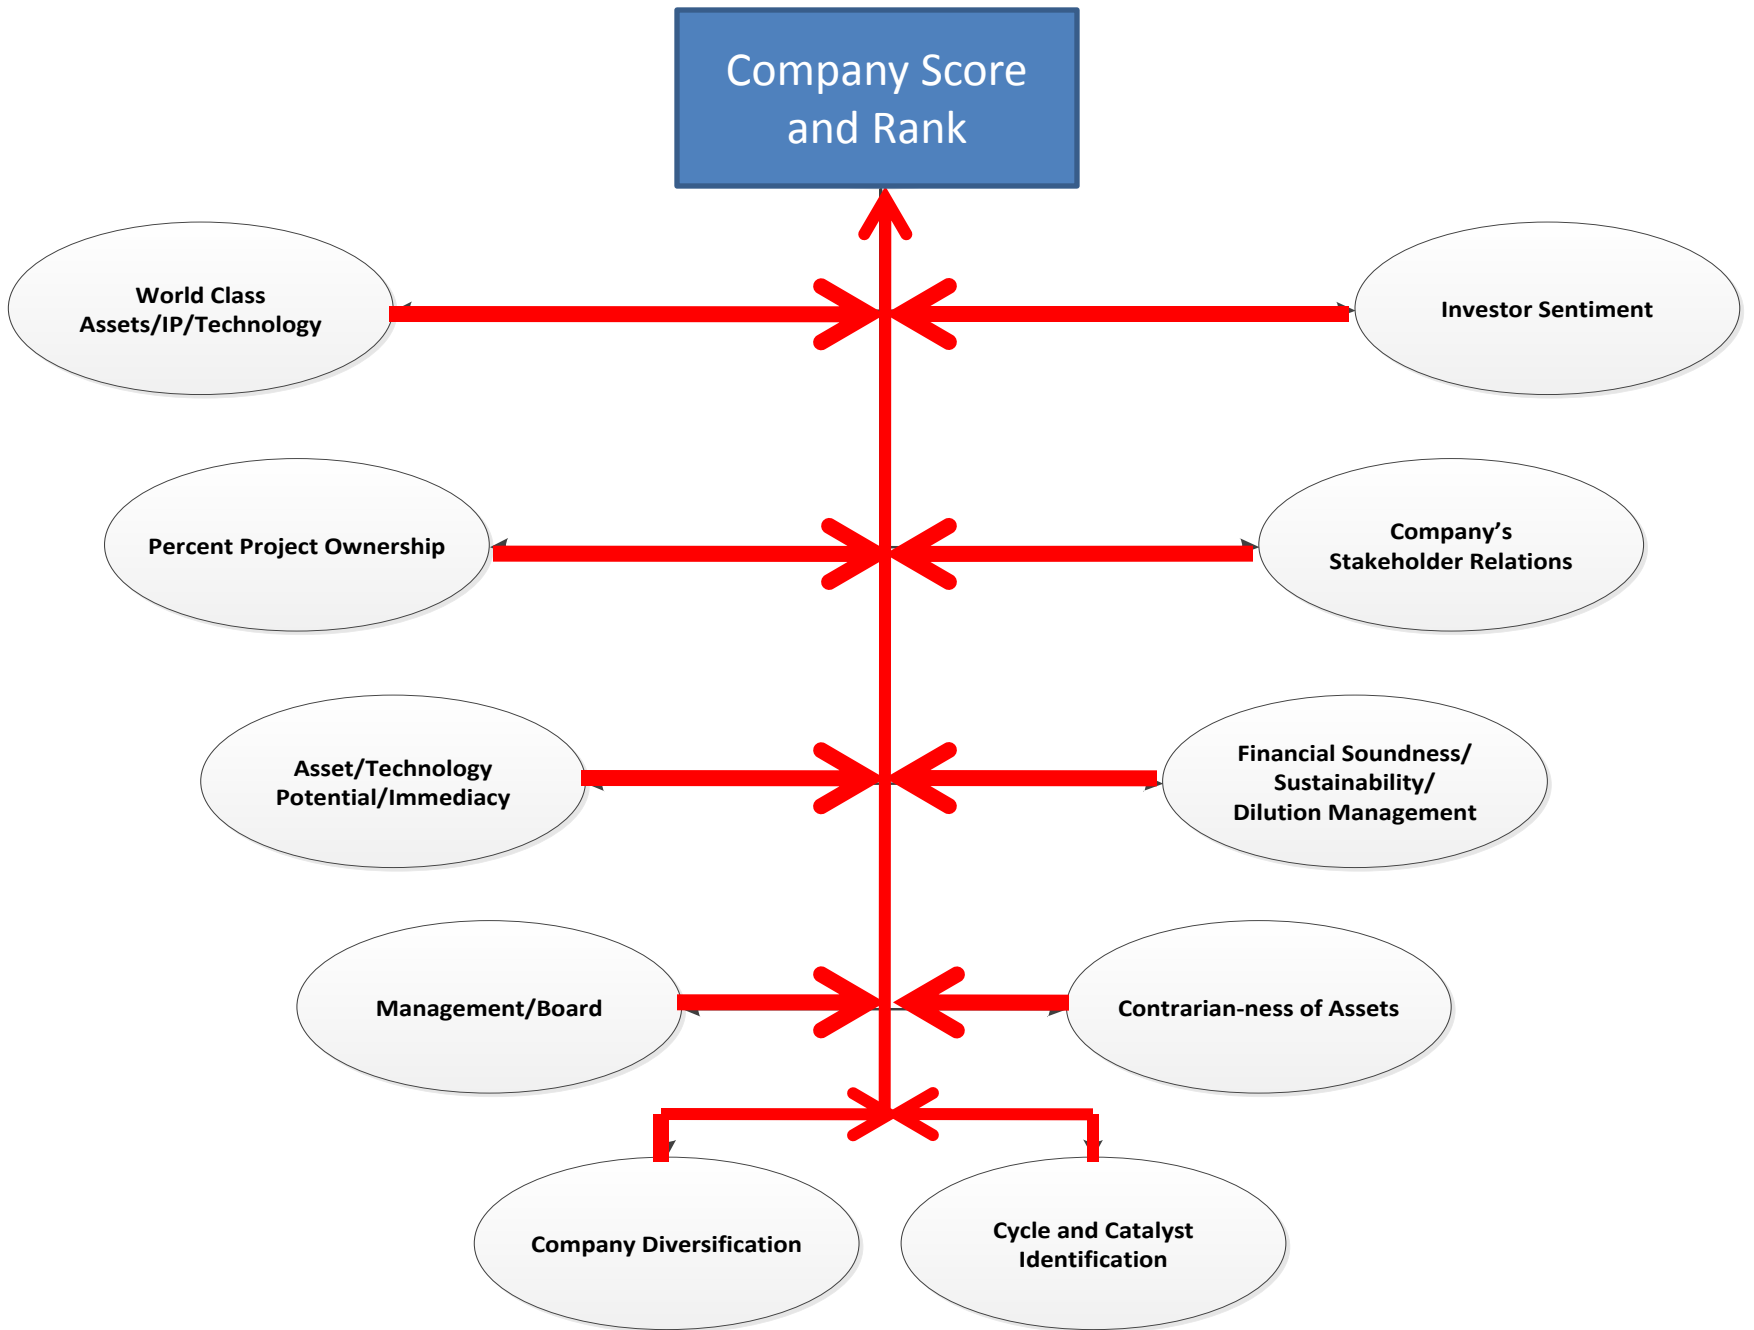 Company Score
and Rank
World Class
Assets/IP/Technology
Investor Sentiment
Percent Project Ownership
Company’s
Stakeholder Relations
Asset/Technology
Potential/Immediacy
Financial Soundness/
Sustainability/
Dilution Management
Management/Board
Contrarian-ness of Assets
Company Diversification
Cycle and Catalyst
Identification